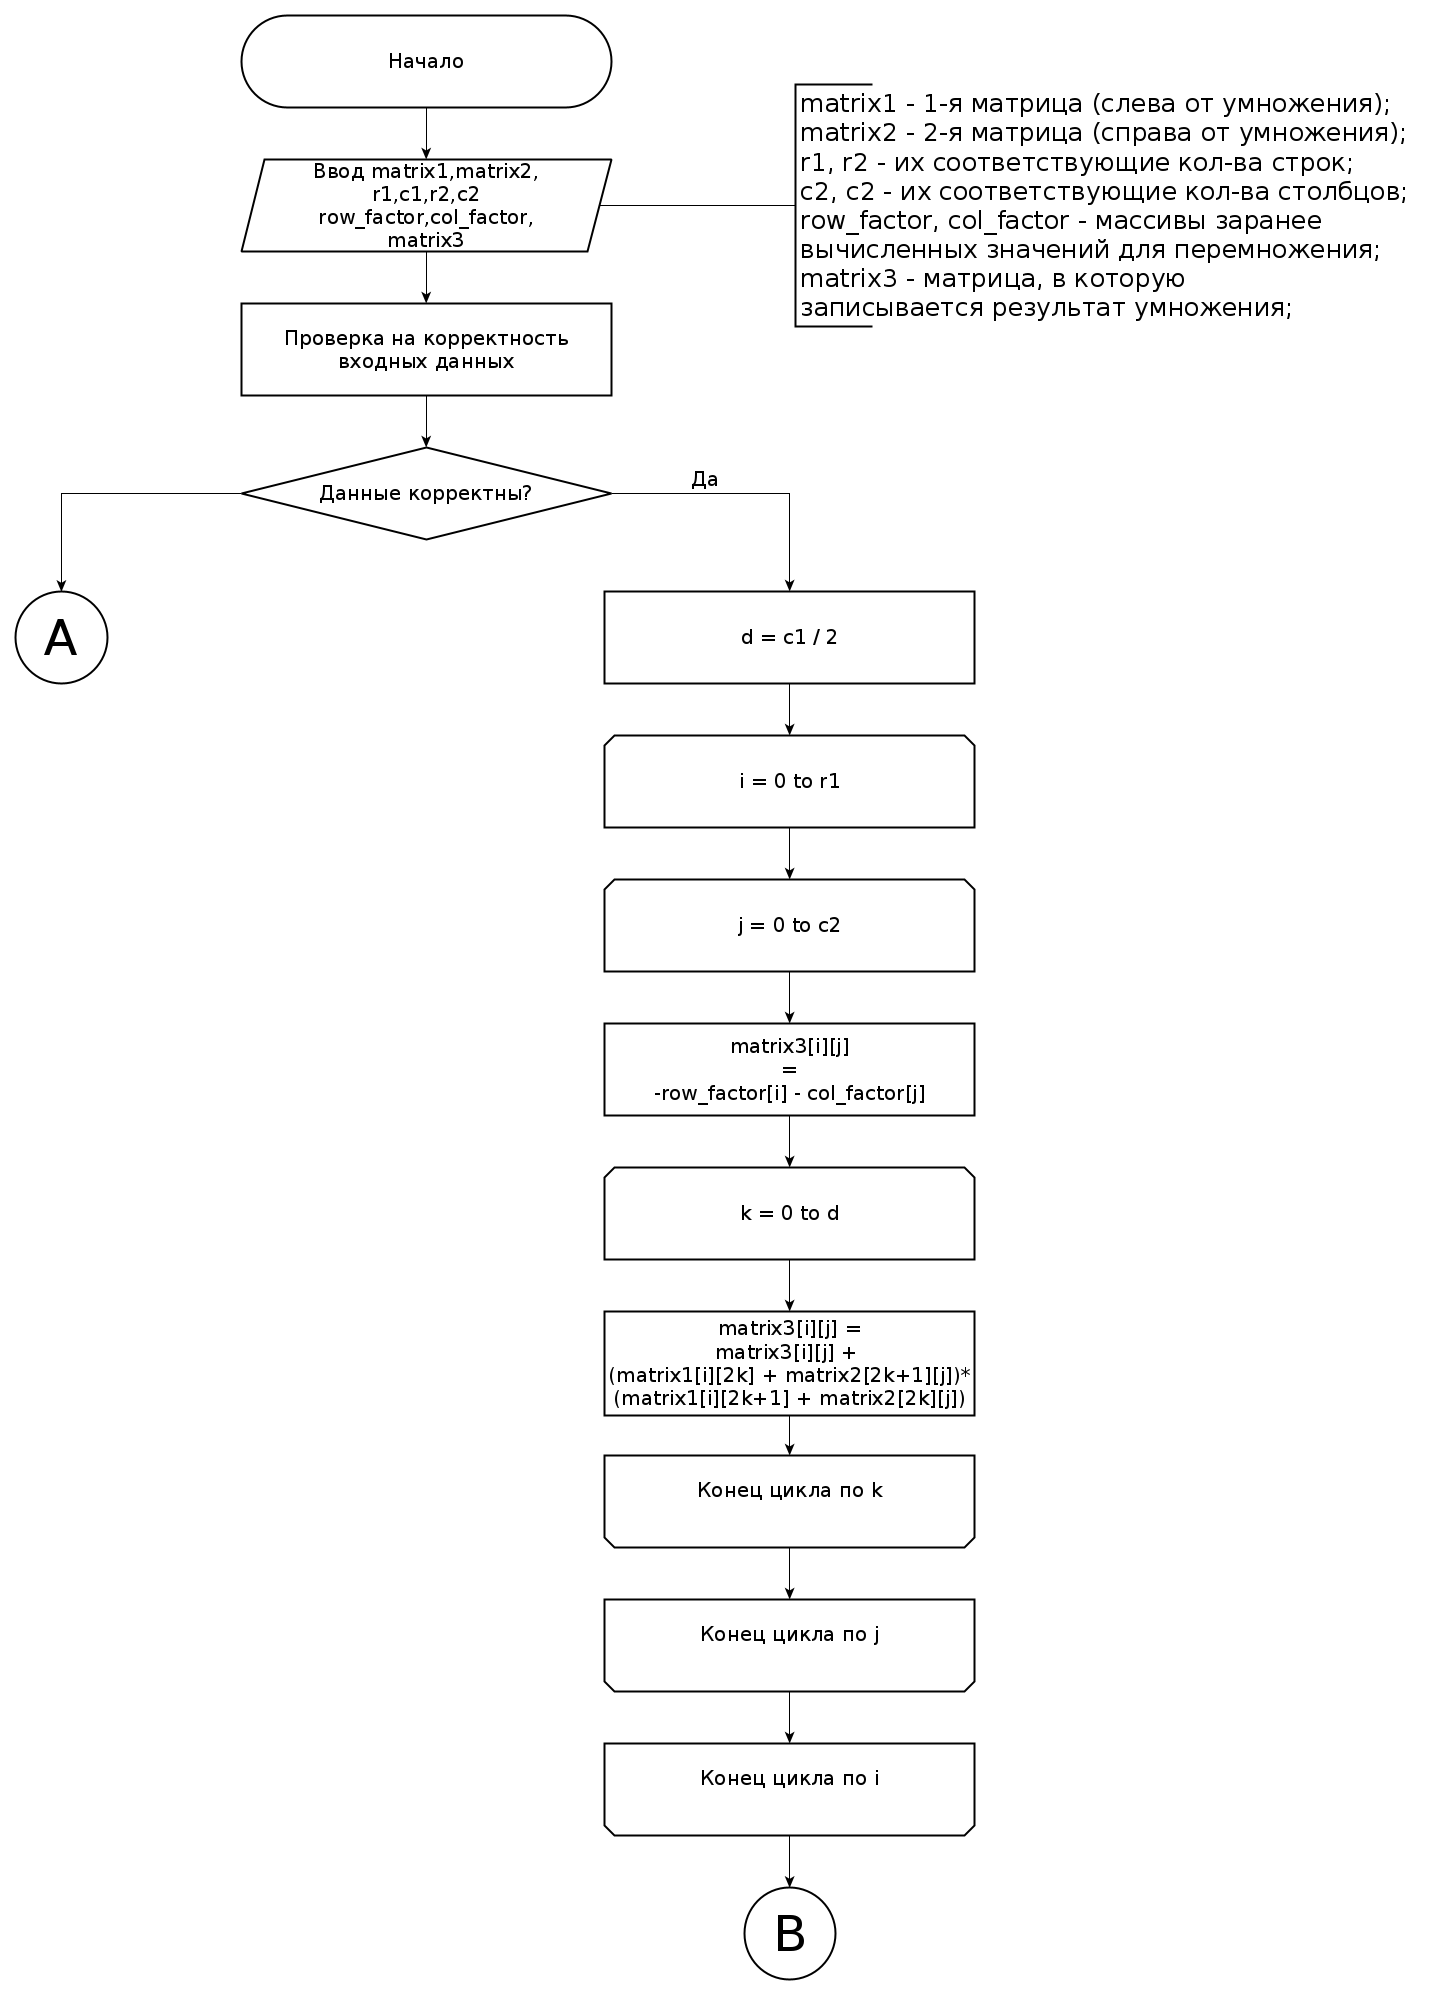 Начало
Ввод matrix1,matrix2,
r1,c1,r2,c2
row_factor,col_factor,
matrix3
matrix1 - 1-я матрица (слева от умножения);
matrix2 - 2-я матрица (справа от умножения);
r1, r2 - их соответствующие кол-ва строк;
c2, c2 - их соответствующие кол-ва столбцов;
row_factor, col_factor - массивы заранее
вычисленных значений для перемножения;
matrix3 - матрица, в которую
записывается результат умножения;
Проверка на корректность
входных данных
Данные корректны?
Да
A
d = c1 / 2
i = 0 to r1
j = 0 to c2
matrix3[i][j]
=
-row_factor[i] - col_factor[j]
k = 0 to d
matrix3[i][j] =
matrix3[i][j] +
(matrix1[i][2k] + matrix2[2k+1][j])*
(matrix1[i][2k+1] + matrix2[2k][j])
Конец цикла по k
Конец цикла по j
Конец цикла по i
B